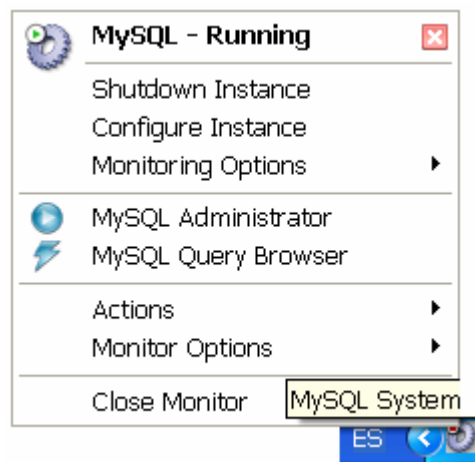 MySQL - Running
Shutdown Instance
Configure Instance
Monitoring Options
MySQL Administrator
MySQL Query Browser
Actions
Monitor Options
Close Monitor
MySQL System
ES